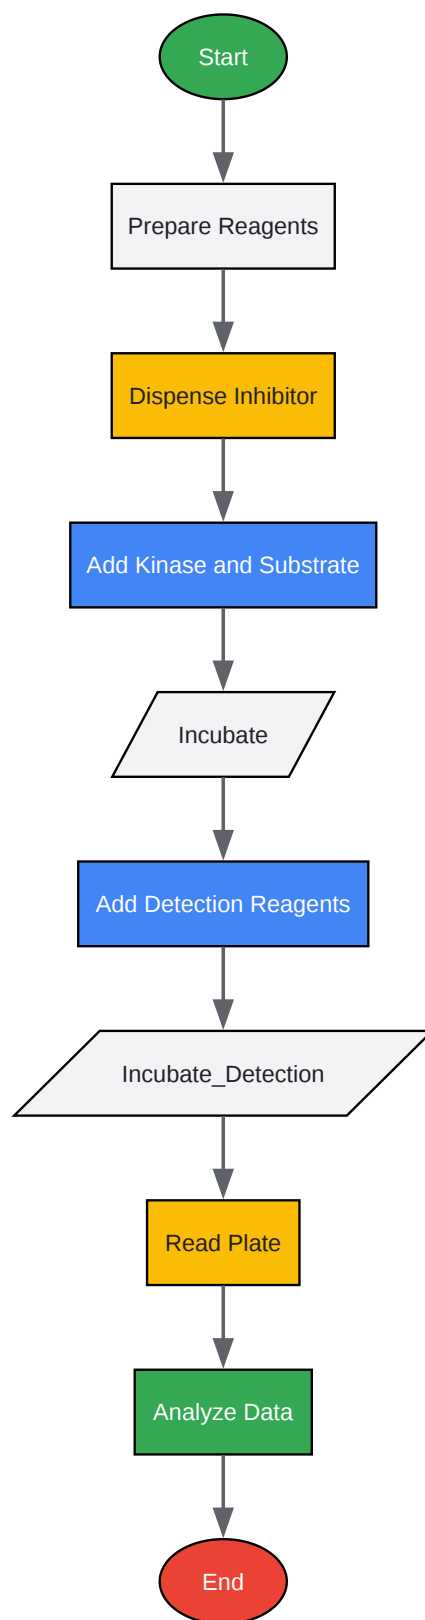 Start
Prepare Reagents
Dispense Inhibitor
Add Kinase and Substrate
Incubate
Add Detection Reagents
Incubate_Detection
Read Plate
Analyze Data
End